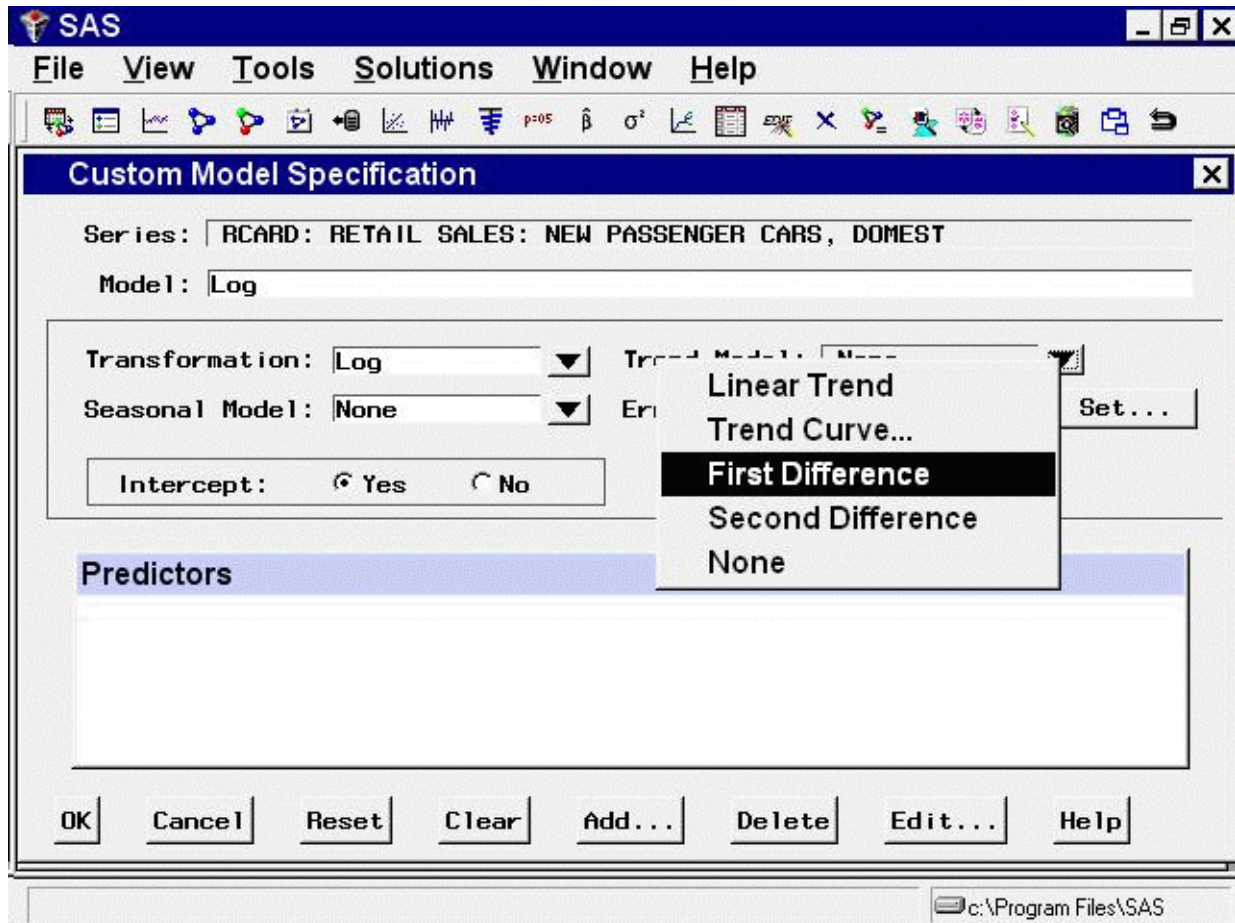 SAS
File View Tools Solutions Window Help
p=05 β̂ σ²
Custom Model Specification
Series: RCARD: RETAIL SALES: NEW PASSENGER CARS, DOMEST
Model: Log
Transformation: Log
Seasonal Model: None
Set...
Linear Trend
Trend Curve...
First Difference
Second Difference
None
Intercept: Yes No
Predictors
OK Cancel Reset Clear Add... Delete Edit... Help
c:\Program Files\SAS